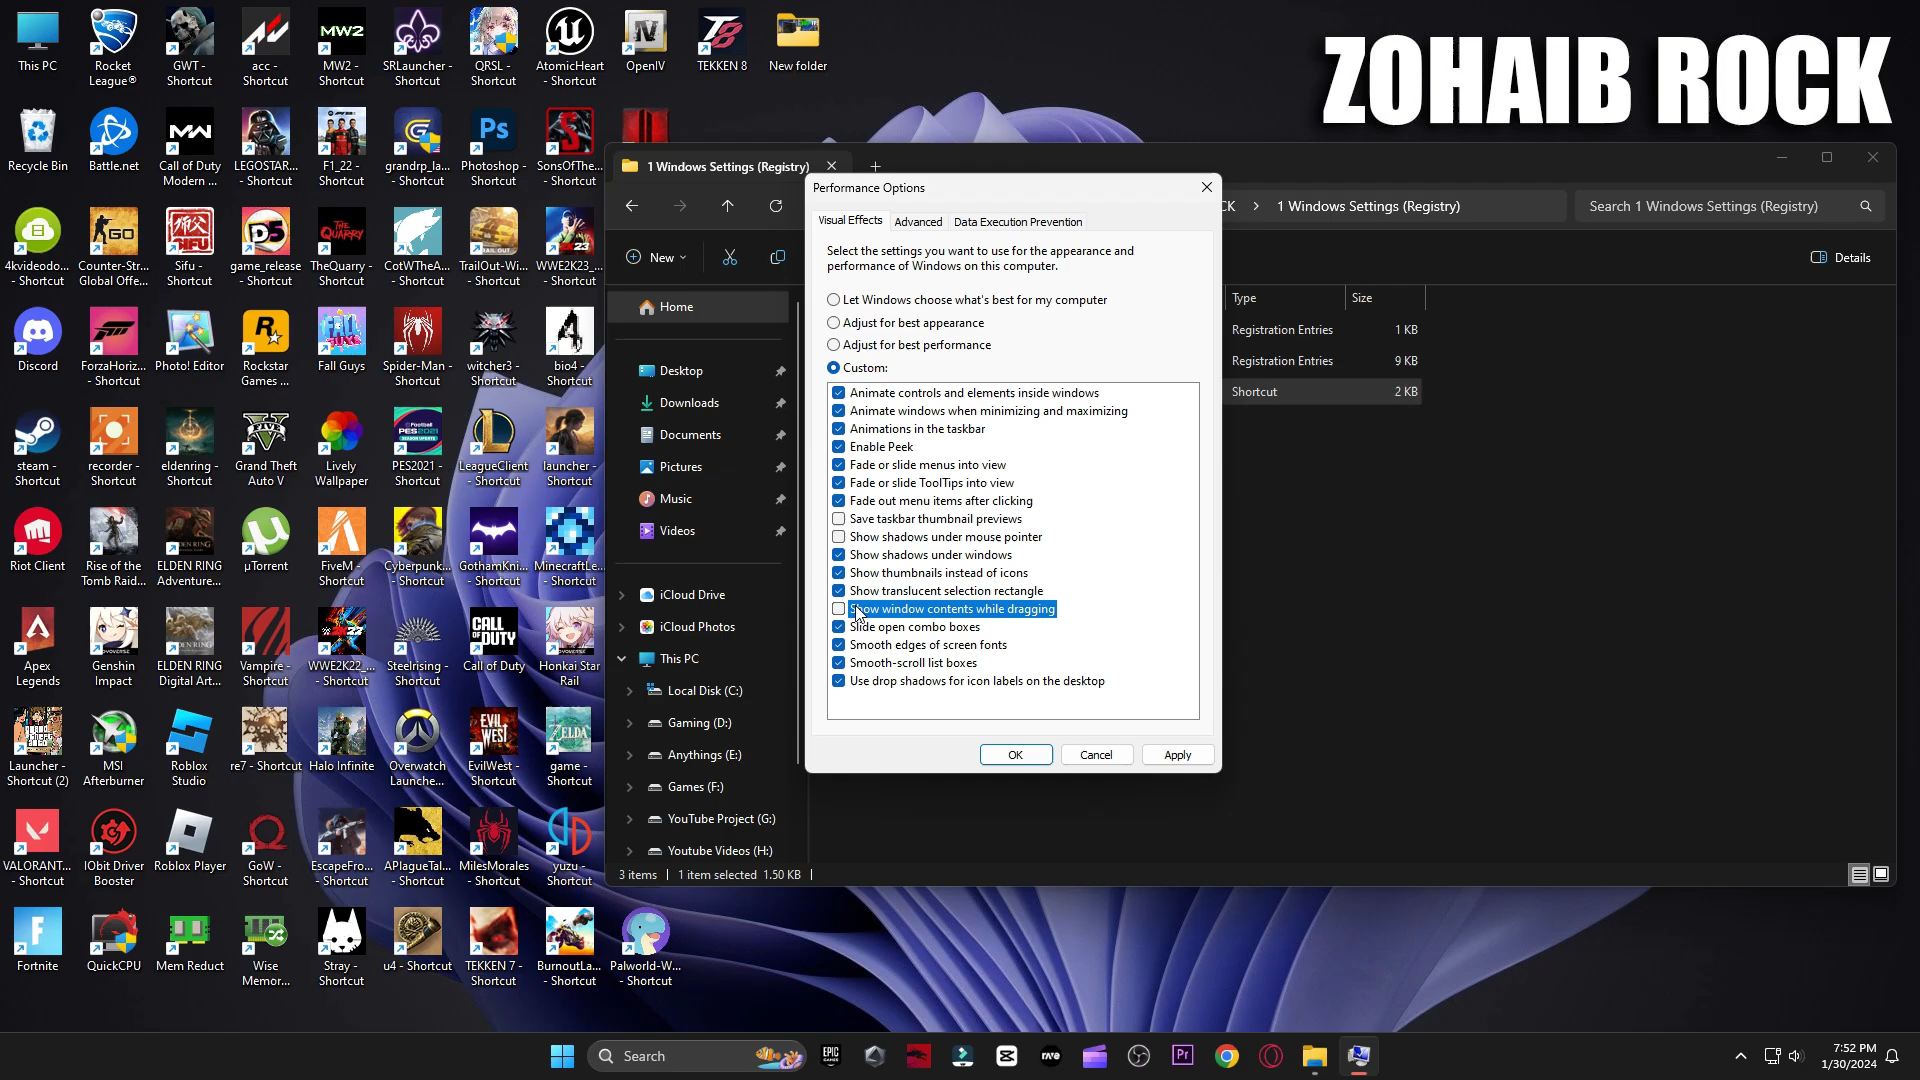 ZOHAIB ROCK
This PC
Rocket
League®
GWT -
Shortcut
acc -
Shortcut
MW2
MW2 -
Shortcut
SRLauncher -
Shortcut
QRSL -
Shortcut
AtomicHeart
- Shortcut
OpenIV
TEKKEN 8
New folder
Recycle Bin
Battle.net
Call of Duty
Modern ...
LEGOSTAR...
- Shortcut
F1_22 -
Shortcut
grandrp_la...
- Shortcut
Ps
Photoshop -
Shortcut
SonsOfThe...
- Shortcut
4kvideodo...
- Shortcut
Counter-Str...
Global Offe...
Sifu -
Shortcut
game_release
- Shortcut
TheQuarry -
Shortcut
CotWTheA...
- Shortcut
TrailOut-Wi...
- Shortcut
WWE2K23_...
- Shortcut
Discord
ForzaHoriz...
- Shortcut
Photo! Editor
Rockstar
Games ...
Fall Guys
Spider-Man -
Shortcut
witcher3 -
Shortcut
bio4 -
Shortcut
steam -
Shortcut
recorder -
Shortcut
eldenring -
Shortcut
Grand Theft
Auto V
Lively
Wallpaper
PES2021 -
Shortcut
LeagueClient
- Shortcut
launcher -
Shortcut
Riot Client
Rise of the
Tomb Raid...
ELDEN RING
Adventure...
µTorrent
FiveM -
Shortcut
Cyberpunk...
- Shortcut
GothamKni...
- Shortcut
MinecraftLe...
- Shortcut
Apex
Legends
Genshin
Impact
ELDEN RING
Digital Art...
Vampire -
Shortcut
WWE2K22_...
- Shortcut
Steelrising -
Shortcut
Call of Duty
Honkai Star
Rail
Launcher -
Shortcut (2)
MSI
Afterburner
Roblox
Studio
re7 - Shortcut
Halo Infinite
Overwatch
Launche...
EvilWest -
Shortcut
game -
Shortcut
VALORANT...
- Shortcut
IObit Driver
Booster
Roblox Player
GoW -
Shortcut
EscapeFro...
- Shortcut
APlagueTal...
- Shortcut
MilesMorales
- Shortcut
yuzu -
Shortcut
Fortnite
QuickCPU
Mem Reduct
Wise
Memor...
Stray -
Shortcut
u4 - Shortcut
TEKKEN 7 -
Shortcut
BurnoutLa...
- Shortcut
Palworld-W...
- Shortcut
1 Windows Settings (Registry)
CK > 1 Windows Settings (Registry)
Search 1 Windows Settings (Registry)
New
Details
Home
Desktop
Downloads
Documents
Pictures
Music
Videos
iCloud Drive
iCloud Photos
This PC
Local Disk (C:)
Gaming (D:)
Anythings (E:)
Games (F:)
YouTube Project (G:)
Youtube Videos (H:)
Type
Size
Registration Entries
1 KB
Registration Entries
9 KB
Shortcut
2 KB
3 items
1 item selected 1.50 KB
Performance Options
Visual Effects
Advanced
Data Execution Prevention
Select the settings you want to use for the appearance and
performance of Windows on this computer.
Let Windows choose what's best for my computer
Adjust for best appearance
Adjust for best performance
Custom:
Animate controls and elements inside windows
Animate windows when minimizing and maximizing
Animations in the taskbar
Enable Peek
Fade or slide menus into view
Fade or slide ToolTips into view
Fade out menu items after clicking
Save taskbar thumbnail previews
Show shadows under mouse pointer
Show shadows under windows
Show thumbnails instead of icons
Show translucent selection rectangle
Show window contents while dragging
Slide open combo boxes
Smooth edges of screen fonts
Smooth-scroll list boxes
Use drop shadows for icon labels on the desktop
OK
Cancel
Apply
Search
7:52 PM
1/30/2024